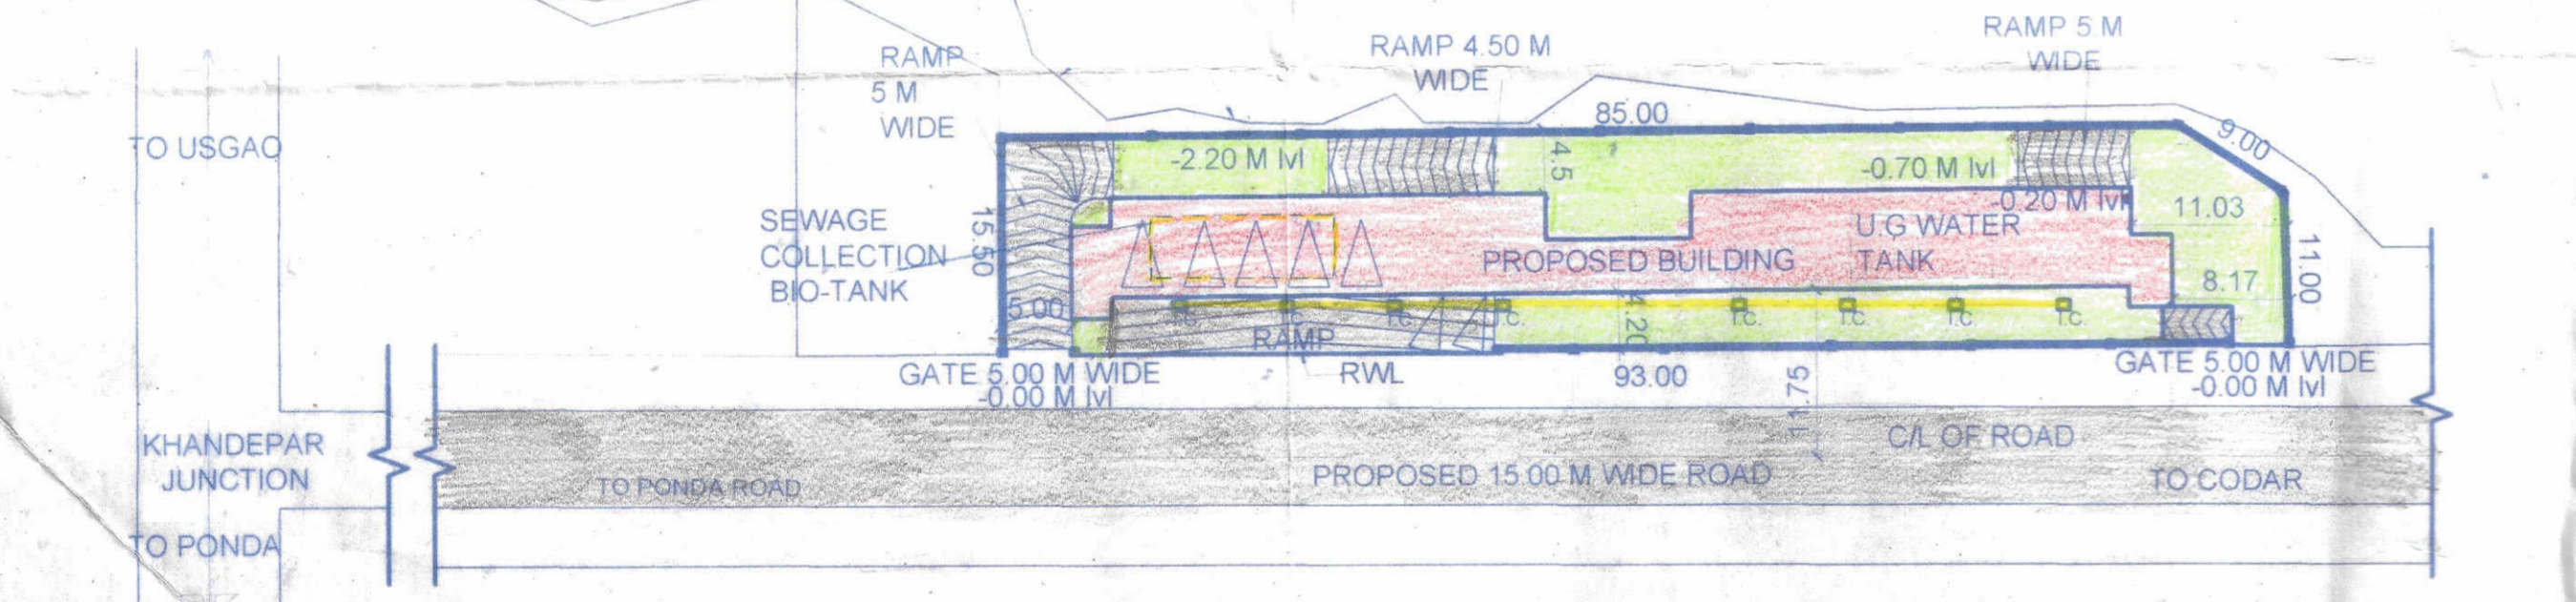 RAMP 5 M
WIDE
RAMP 4.50 M
WIDE
RAMP
5 M
WIDE
85.00
9.00
TO USGAO
-2.20 M lvl
4.5
-0.70 M lvl
-0.20 M lvl
11.03
SEWAGE
COLLECTION
BIO-TANK
15.50
U.G WATER
TANK
PROPOSED BUILDING
8.17
11.00
5.00
I.C.
I.C.
I.C.
I.C.
I.C.
I.C.
I.C.
I.C.
4.20
RAMP
GATE 5.00 M WIDE
-0.00 M lvl
RWL
93.00
11.75
GATE 5.00 M WIDE
-0.00 M lvl
KHANDEPAR
JUNCTION
C/L OF ROAD
TO PONDA ROAD
PROPOSED 15.00 M WIDE ROAD
TO CODAR
TO PONDA